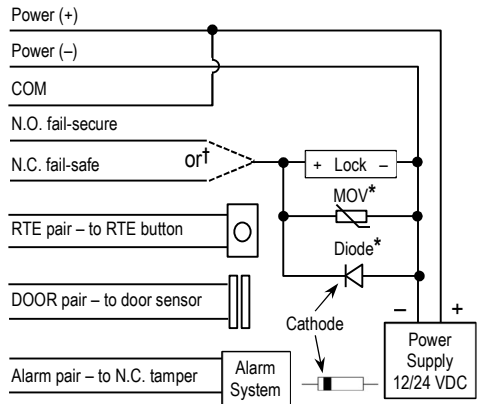 Power (+)
Power (–)
COM
N.O. fail-secure
N.C. fail-safe
or†
+ Lock –
MOV*
RTE pair – to RTE button
Diode*
DOOR pair – to door sensor
– +
Cathode
Power
Supply
12/24 VDC
Alarm pair – to N.C. tamper
Alarm
System